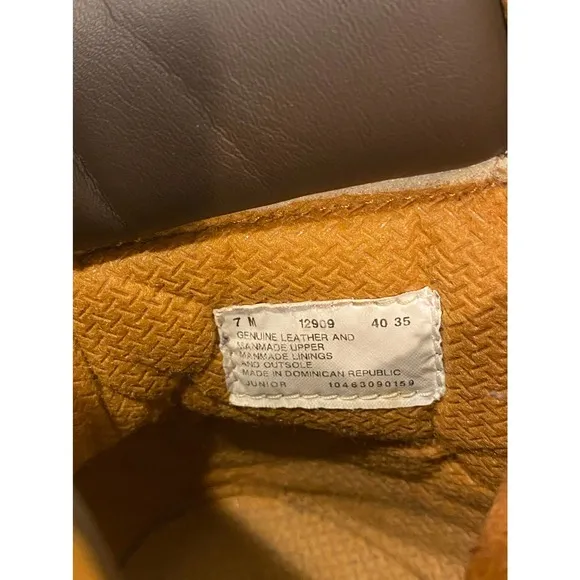 7 M 12909 40 35
GENUINE LEATHER AND
MANMADE UPPER
MANMADE LININGS
AND OUTSOLE
MADE IN DOMINICAN REPUBLIC
JUNIOR 10463090159